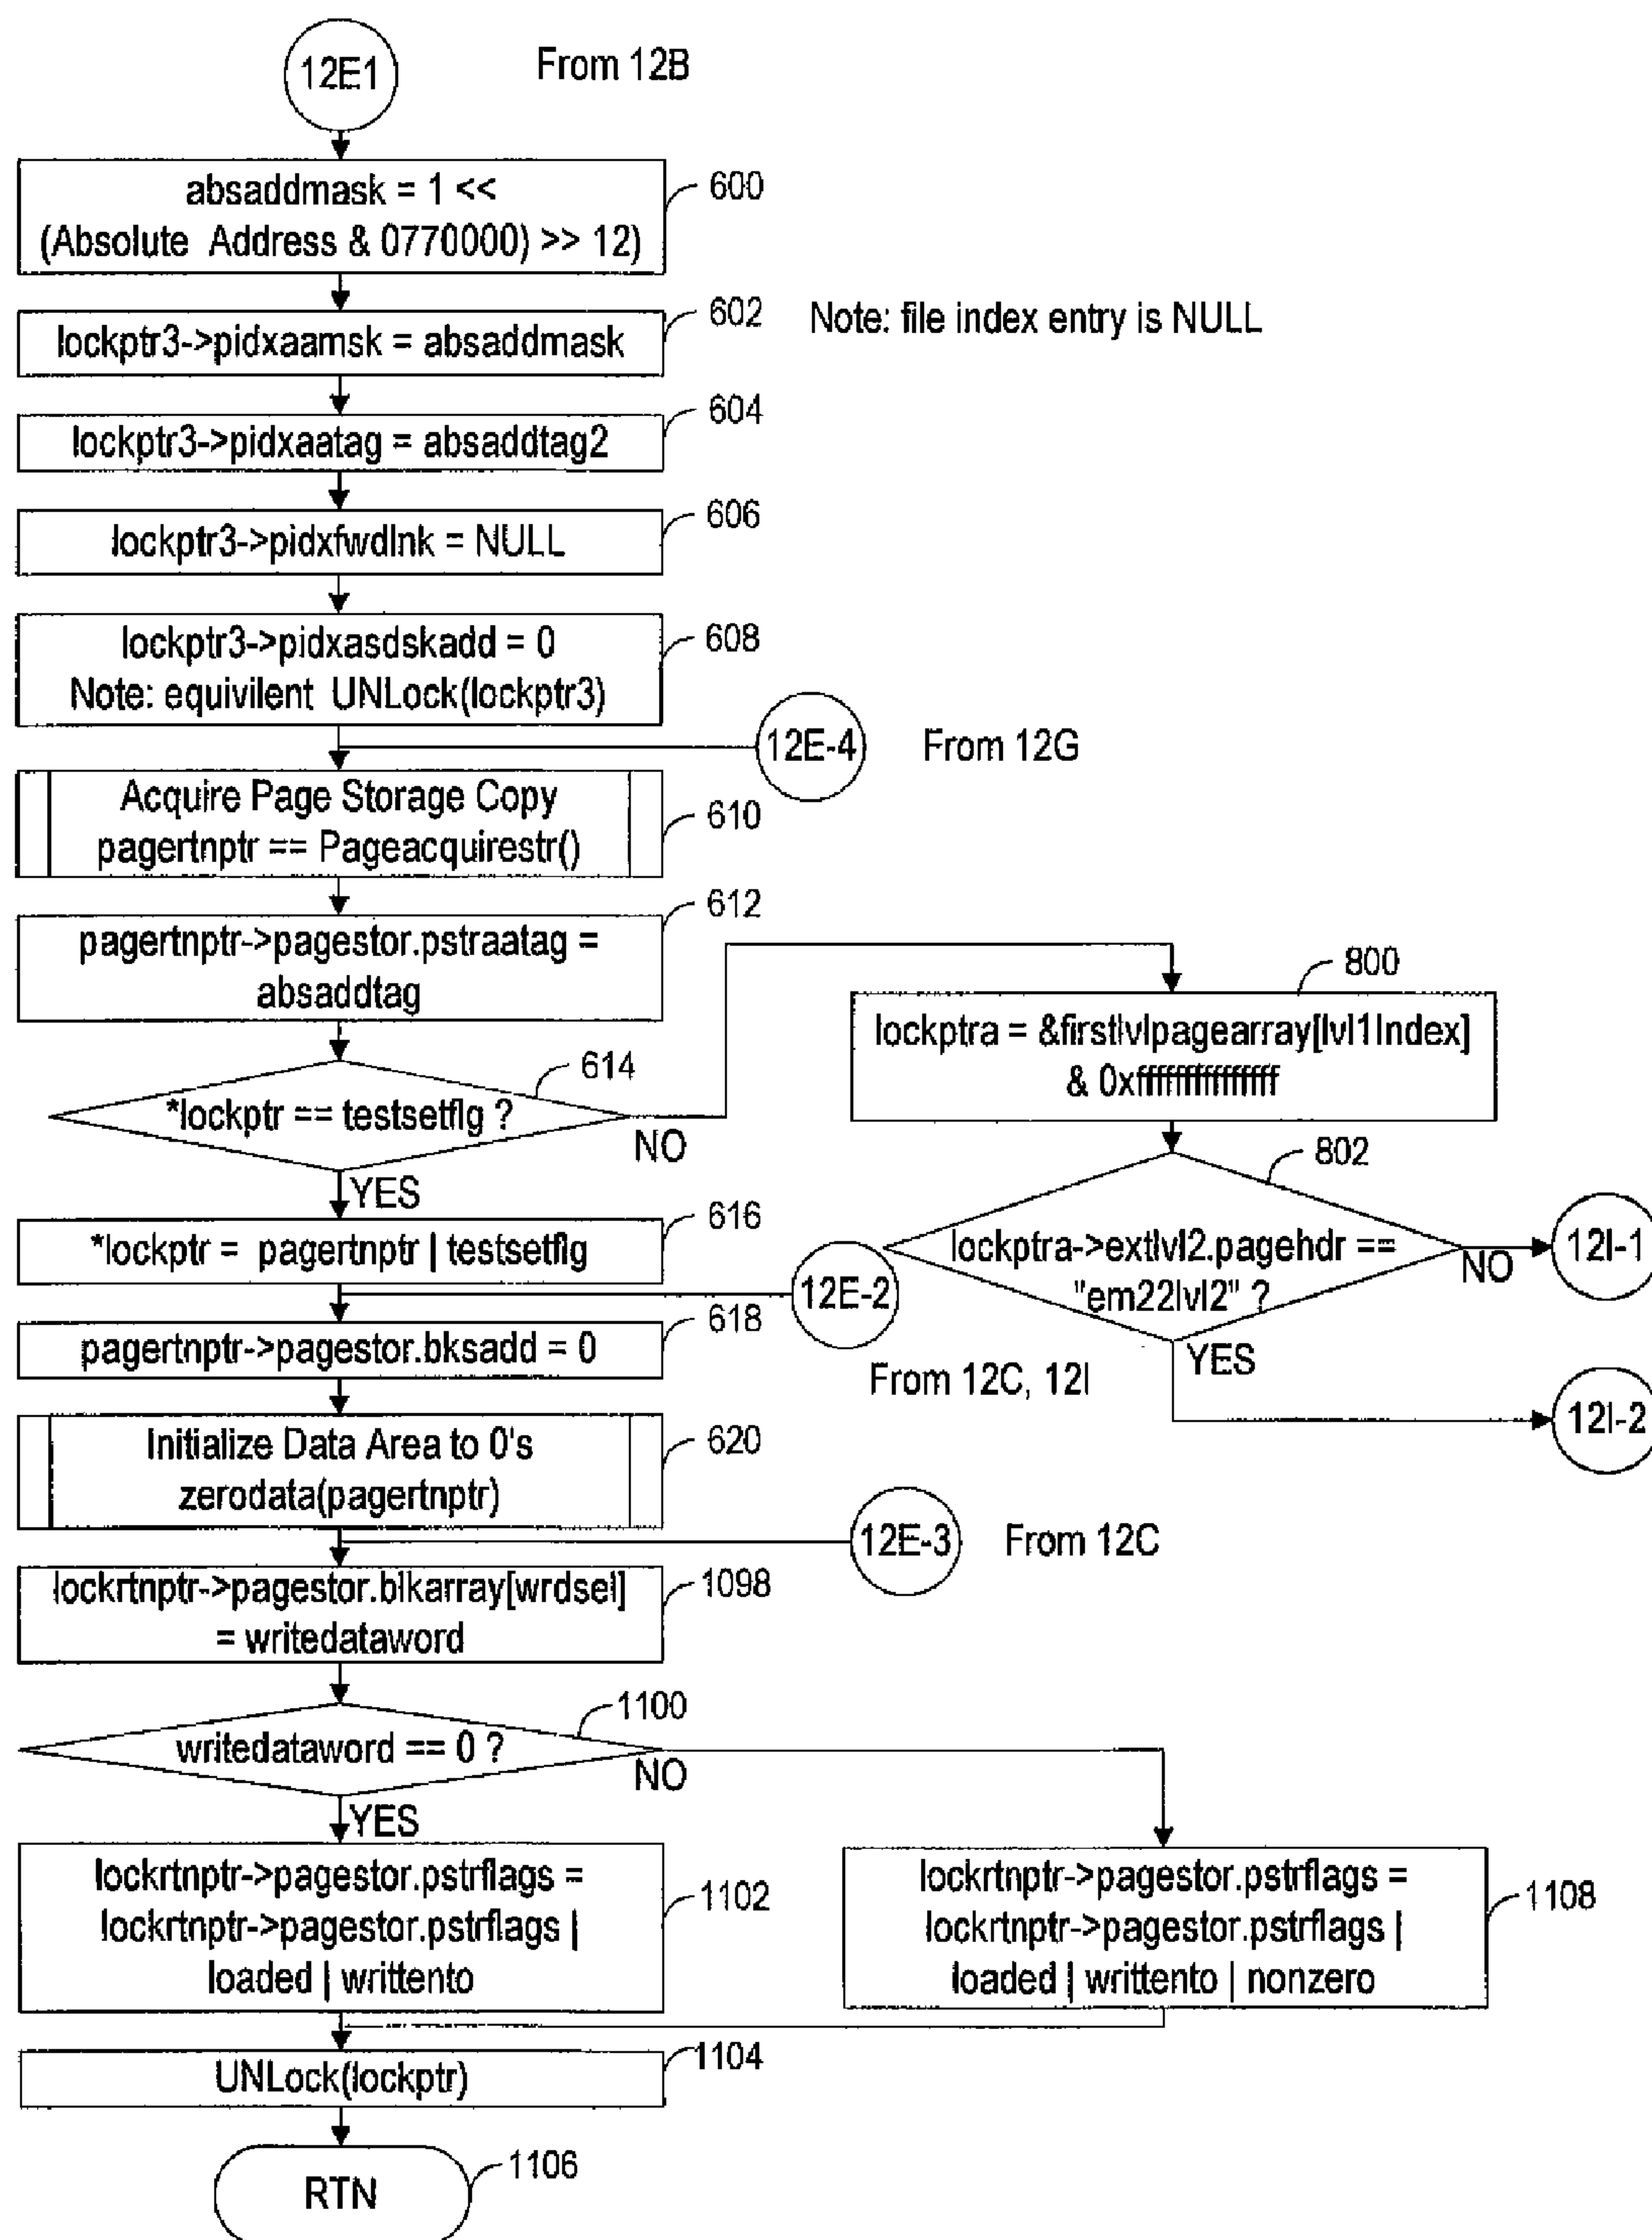 12E1
From 12B
absaddmask = 1 <<
(Absolute Address & 0770000) >> 12)
600
lockptr3->pidxaamsk = absaddmask
602
Note: file index entry is NULL
lockptr3->pidxaatag = absaddtag2
604
lockptr3->pidxfwdlnk = NULL
606
lockptr3->pidxasdskadd = 0
Note: equivilent UNLock(lockptr3)
608
12E-4
From 12G
Acquire Page Storage Copy
pagertnptr == Pageacquirestr()
610
pagertnptr->pagestor.pstraatag =
absaddtag
612
*lockptr == testsetflg ?
614
NO
YES
800
lockptra = &firstlvlpagearray[lvl1Index]
& 0xfffffffffffffff
802
lockptra->extlvl2.pagehdr ==
"em22lvl2" ?
NO
12I-1
YES
12I-2
*lockptr = pagertnptr | testsetflg
616
12E-2
From 12C, 12I
pagertnptr->pagestor.bksadd = 0
618
Initialize Data Area to 0's
zerodata(pagertnptr)
620
12E-3
From 12C
lockrtnptr->pagestor.blkarray[wrdsel]
= writedataword
1098
writedataword == 0 ?
1100
NO
YES
lockrtnptr->pagestor.pstrflags =
lockrtnptr->pagestor.pstrflags |
loaded | writtento
1102
lockrtnptr->pagestor.pstrflags =
lockrtnptr->pagestor.pstrflags |
loaded | writtento | nonzero
1108
UNLock(lockptr)
1104
RTN
1106